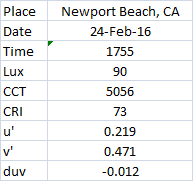 Place Newport Beach, CA
Date 24-Feb-16
Time 1755
Lux 90
CCT 5056
CRI 73
u' 0.219
v' 0.471
duv -0.012